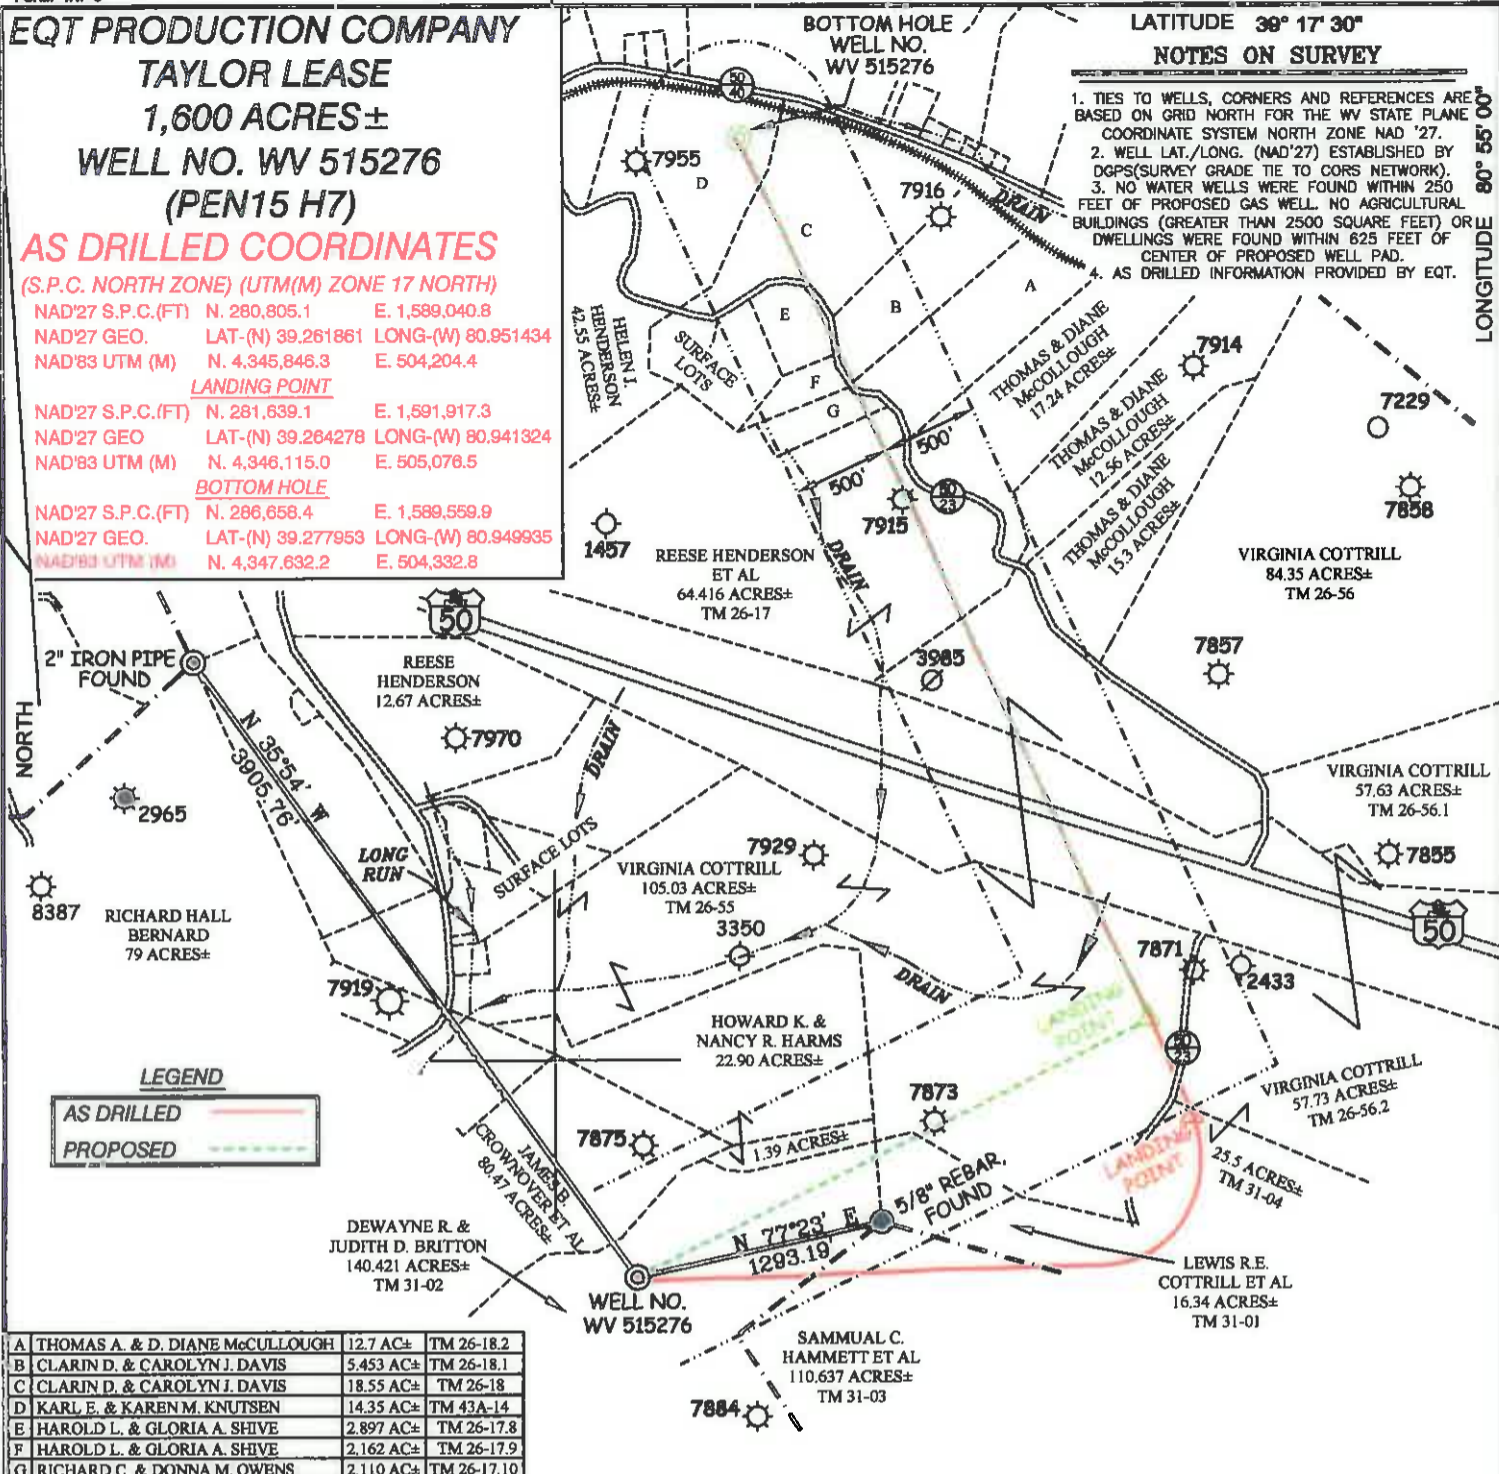 EQT PRODUCTION COMPANY
TAYLOR LEASE
1,600 ACRES±
WELL NO. WV 515276
(PEN15 H7)
AS DRILLED COORDINATES
(S.P.C. NORTH ZONE) (UTM(M) ZONE 17 NORTH)
NAD'27 S.P.C.(FT) N. 280,805.1 E. 1,589,040.8
NAD'27 GEO. LAT-(N) 39.261861 LONG-(W) 80.951434
NAD'83 UTM (M) N. 4,345,846.3 E. 504,204.4
LANDING POINT
NAD'27 S.P.C.(FT) N. 281,639.1 E. 1,591,917.3
NAD'27 GEO LAT-(N) 39.264278 LONG-(W) 80.941324
NAD'83 UTM (M) N. 4,346,115.0 E. 505,076.5
BOTTOM HOLE
NAD'27 S.P.C.(FT) N. 286,658.4 E. 1,589,559.9
NAD'27 GEO. LAT-(N) 39.277953 LONG-(W) 80.949935
NAD'83 UTM (M) N. 4,347,632.2 E. 504,332.8
BOTTOM HOLE
WELL NO.
WV 515276
LATITUDE 39° 17' 30"
NOTES ON SURVEY
1. TIES TO WELLS, CORNERS AND REFERENCES ARE
BASED ON GRID NORTH FOR THE WV STATE PLANE
COORDINATE SYSTEM NORTH ZONE NAD '27.
2. WELL LAT./LONG. (NAD'27) ESTABLISHED BY
DGPS(SURVEY GRADE TIE TO CORS NETWORK).
3. NO WATER WELLS WERE FOUND WITHIN 250
FEET OF PROPOSED GAS WELL. NO AGRICULTURAL
BUILDINGS (GREATER THAN 2500 SQUARE FEET) OR
DWELLINGS WERE FOUND WITHIN 625 FEET OF
CENTER OF PROPOSED WELL PAD.
4. AS DRILLED INFORMATION PROVIDED BY EQT.
LONGITUDE 80° 55' 00"
50
40
7955
D
7916
DRAIN
C
B
A
E
F
G
HELEN J.
HENDERSON
42.55 ACRES±
SURFACE
LOTS
THOMAS & DIANE
McCOLLOUGH
17.24 ACRES±
THOMAS & DIANE
McCOLLOUGH
12.56 ACRES±
THOMAS & DIANE
McCOLLOUGH
15.3 ACRES±
7914
7229
7858
500'
500'
7915
50
23
1457
DRAIN
REESE HENDERSON
ET AL
64.416 ACRES±
TM 26-17
VIRGINIA COTTRILL
84.35 ACRES±
TM 26-56
50
2" IRON PIPE
FOUND
REESE
HENDERSON
12.67 ACRES±
3985
7857
NORTH
N 35°54' W
3905.76'
7970
DRAIN
2965
VIRGINIA COTTRILL
57.63 ACRES±
TM 26-56.1
7855
8387
LONG
RUN
SURFACE LOTS
7929
VIRGINIA COTTRILL
105.03 ACRES±
TM 26-55
RICHARD HALL
BERNARD
79 ACRES±
3350
50
7919
DRAIN
7871
2433
LANDING
POINT
HOWARD K. &
NANCY R. HARMS
22.90 ACRES±
50
23
LEGEND
AS DRILLED
PROPOSED
7873
VIRGINIA COTTRILL
57.73 ACRES±
TM 26-56.2
7875
1.39 ACRES±
JAMES B.
CROWNOVER ET AL
80.47 ACRES±
LANDING
POINT
25.5 ACRES±
TM 31-04
5/8" REBAR,
FOUND
DEWAYNE R. &
JUDITH D. BRITTON
140.421 ACRES±
TM 31-02
N 77°23' E
1293.19'
WELL NO.
WV 515276
LEWIS R.E.
COTTRILL ET AL
16.34 ACRES±
TM 31-01
SAMMUAL C.
HAMMETT ET AL
110.637 ACRES±
TM 31-03
7884
A THOMAS A. & D. DIANE McCULLOUGH 12.7 AC± TM 26-18.2
B CLARIN D. & CAROLYN J. DAVIS 5.453 AC± TM 26-18.1
C CLARIN D. & CAROLYN J. DAVIS 18.55 AC± TM 26-18
D KARL E. & KAREN M. KNUTSEN 14.35 AC± TM 43A-14
E HAROLD L. & GLORIA A. SHIVE 2.897 AC± TM 26-17.8
F HAROLD L. & GLORIA A. SHIVE 2.162 AC± TM 26-17.9
G RICHARD C. & DONNA M. OWENS 2.110 AC± TM 26-17.10